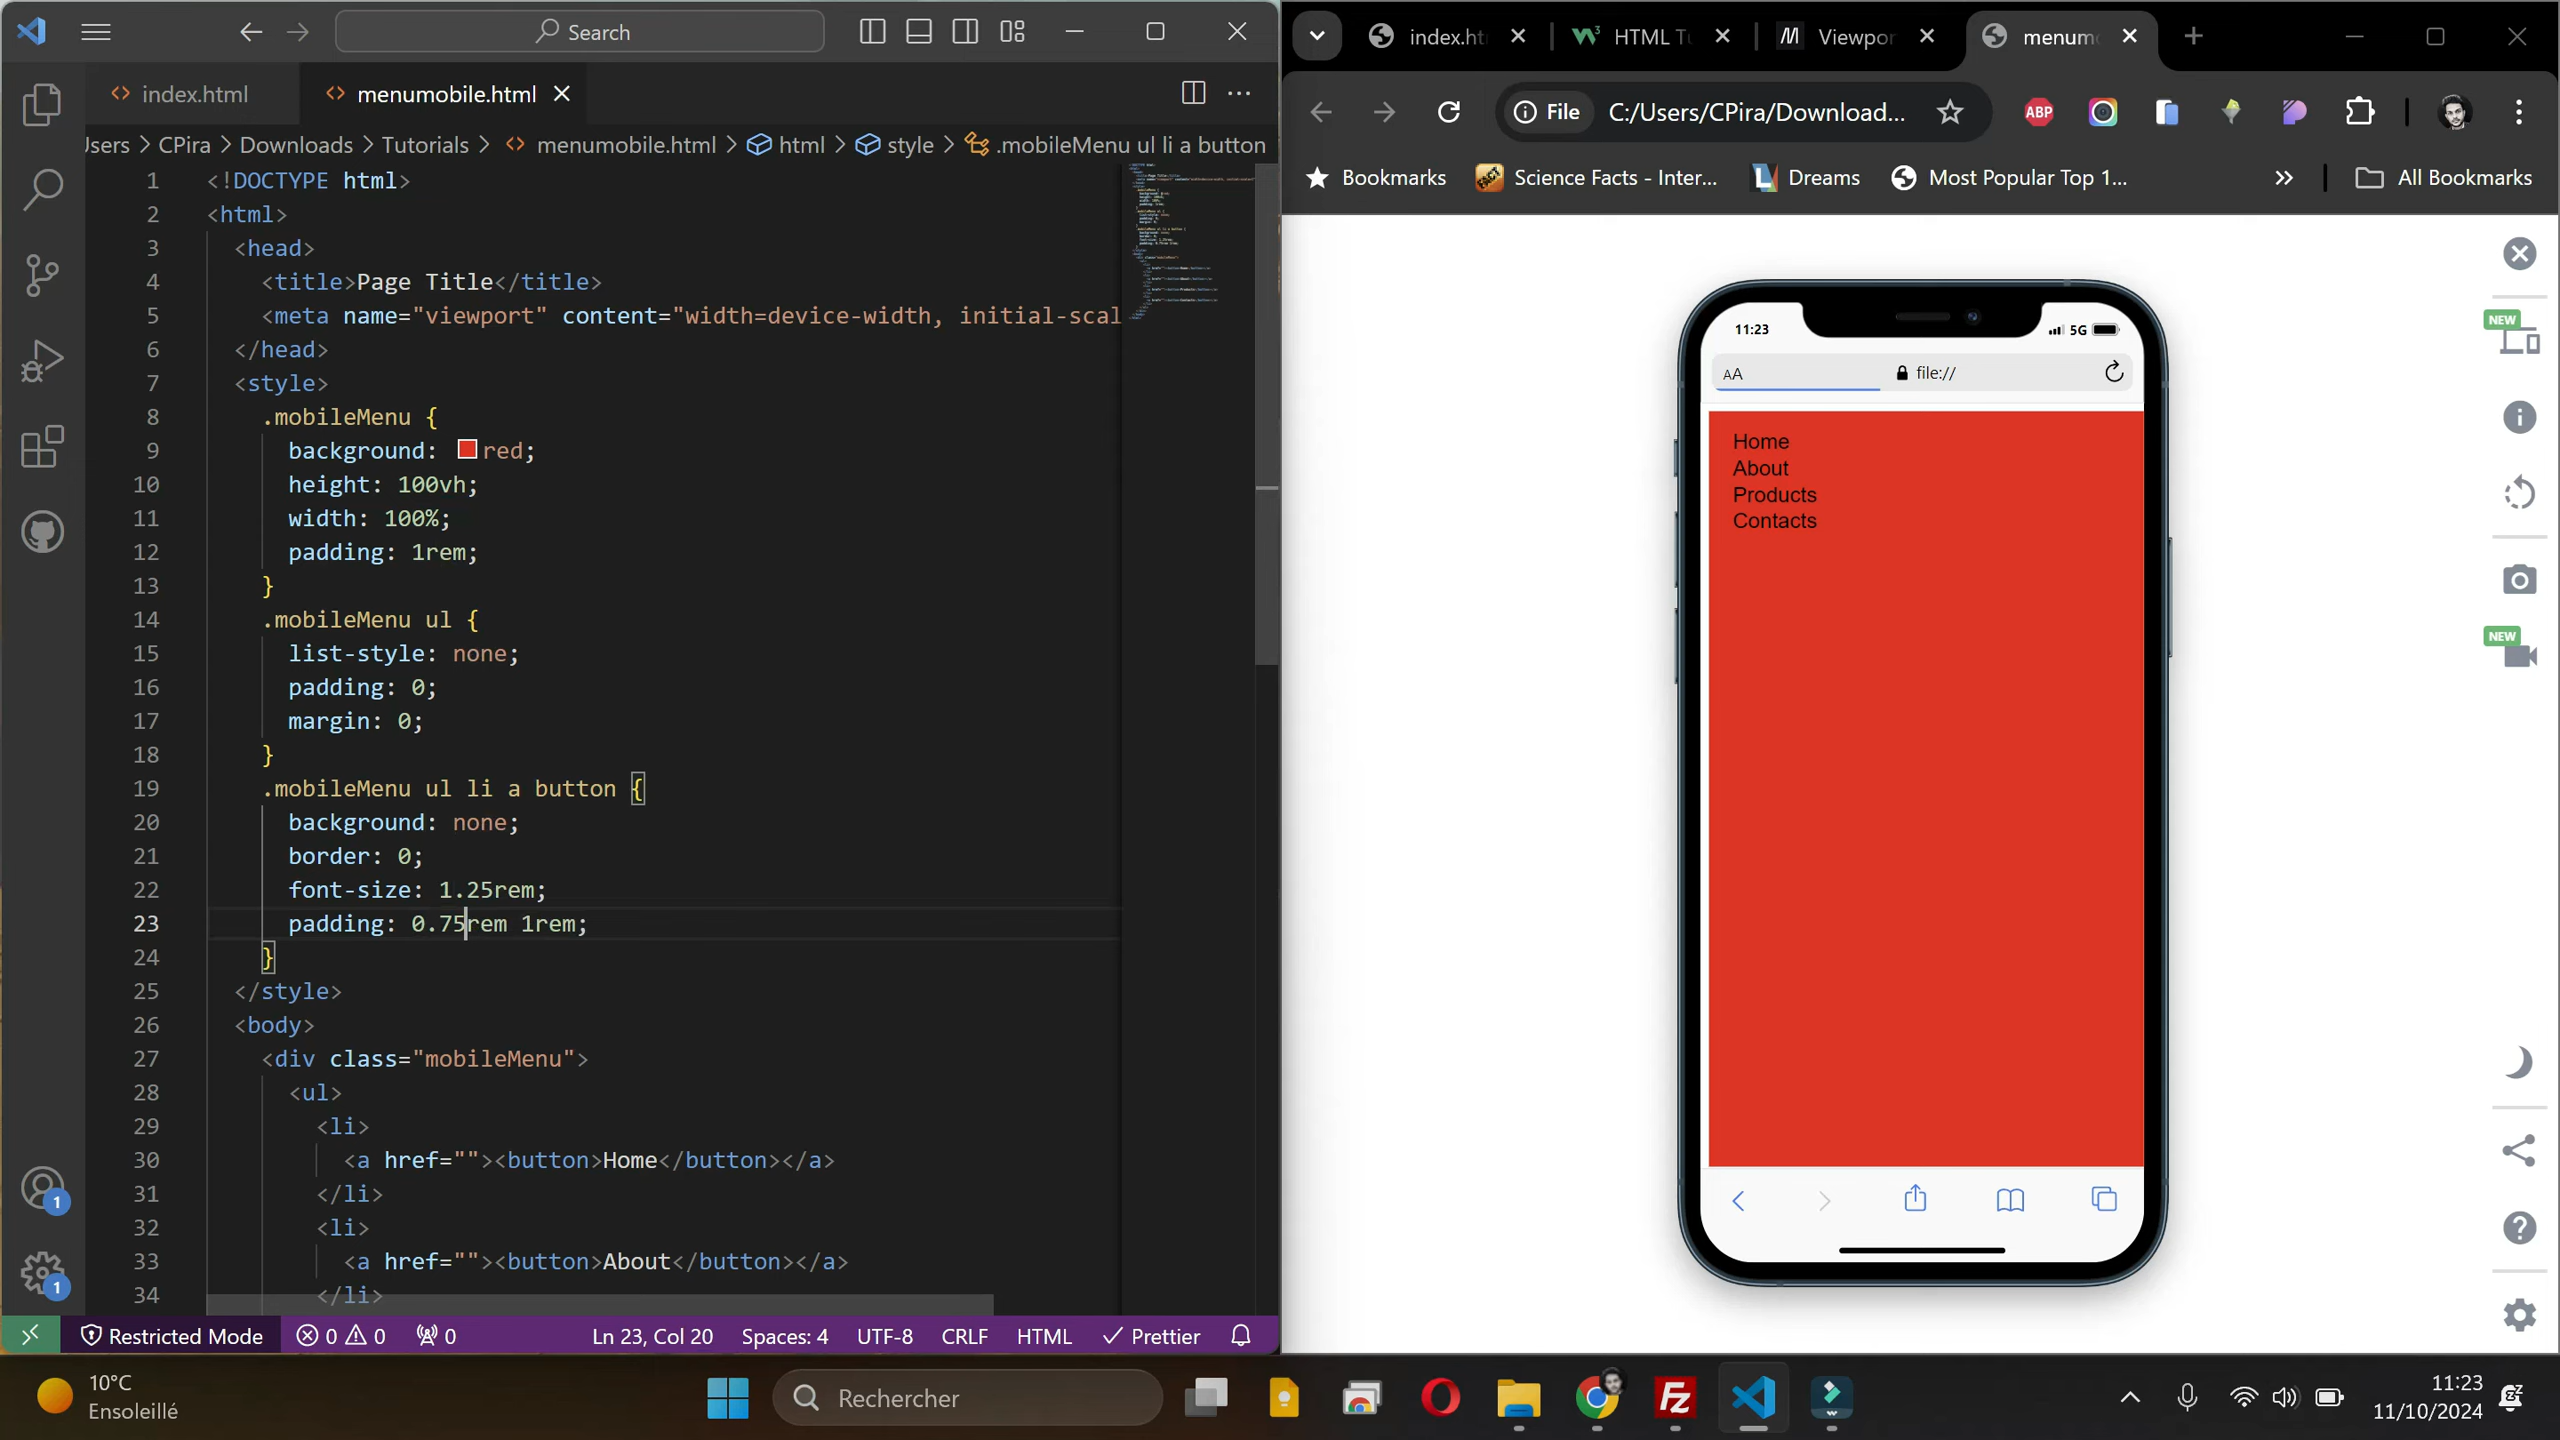 Search
index.html
menumobile.html
Jsers > CPira > Downloads > Tutorials > menumobile.html > html > style > .mobileMenu ul li a button
1 <!DOCTYPE html>
2 <html>
3 <head>
4 <title>Page Title</title>
5 <meta name="viewport" content="width=device-width, initial-scal
6 </head>
7 <style>
8 .mobileMenu {
9 background: red;
10 height: 100vh;
11 width: 100%;
12 padding: 1rem;
13 }
14 .mobileMenu ul {
15 list-style: none;
16 padding: 0;
17 margin: 0;
18 }
19 .mobileMenu ul li a button {
20 background: none;
21 border: 0;
22 font-size: 1.25rem;
23 padding: 0.75rem 1rem;
24 }
25 </style>
26 <body>
27 <div class="mobileMenu">
28 <ul>
29 <li>
30 <a href=""><button>Home</button></a>
31 </li>
32 <li>
33 <a href=""><button>About</button></a>
34 </li>
1
1
Restricted Mode 0 0 0 Ln 23, Col 20 Spaces: 4 UTF-8 CRLF HTML Prettier
index.ht HTML Tu Viewpor menum
File C:/Users/CPira/Download...
ABP
Bookmarks Science Facts - Inter... Dreams Most Popular Top 1... » All Bookmarks
NEW
NEW
11:23 5G
AA file://
Home
About
Products
Contacts
10°C
Ensoleillé
Rechercher
Fz
11:23
11/10/2024